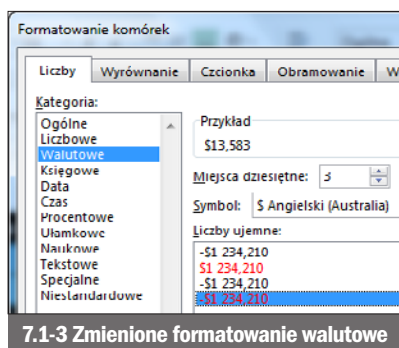 Formatowanie komórek
Liczby Wyrównanie Czcionka Obramowanie W
Kategoria:
Ogólne
Liczbowe
Walutowe
Księgowe
Data
Czas
Procentowe
Ułamkowe
Naukowe
Tekstowe
Specjalne
Niestandardowe
Przykład
$13,583
Miejsca dziesiętne: 3
Symbol: $ Angielski (Australia)
Liczby ujemne:
-$1 234,210
$1 234,210
-$1 234,210
-$1 234,210
7.1-3 Zmienione formatowanie walutowe